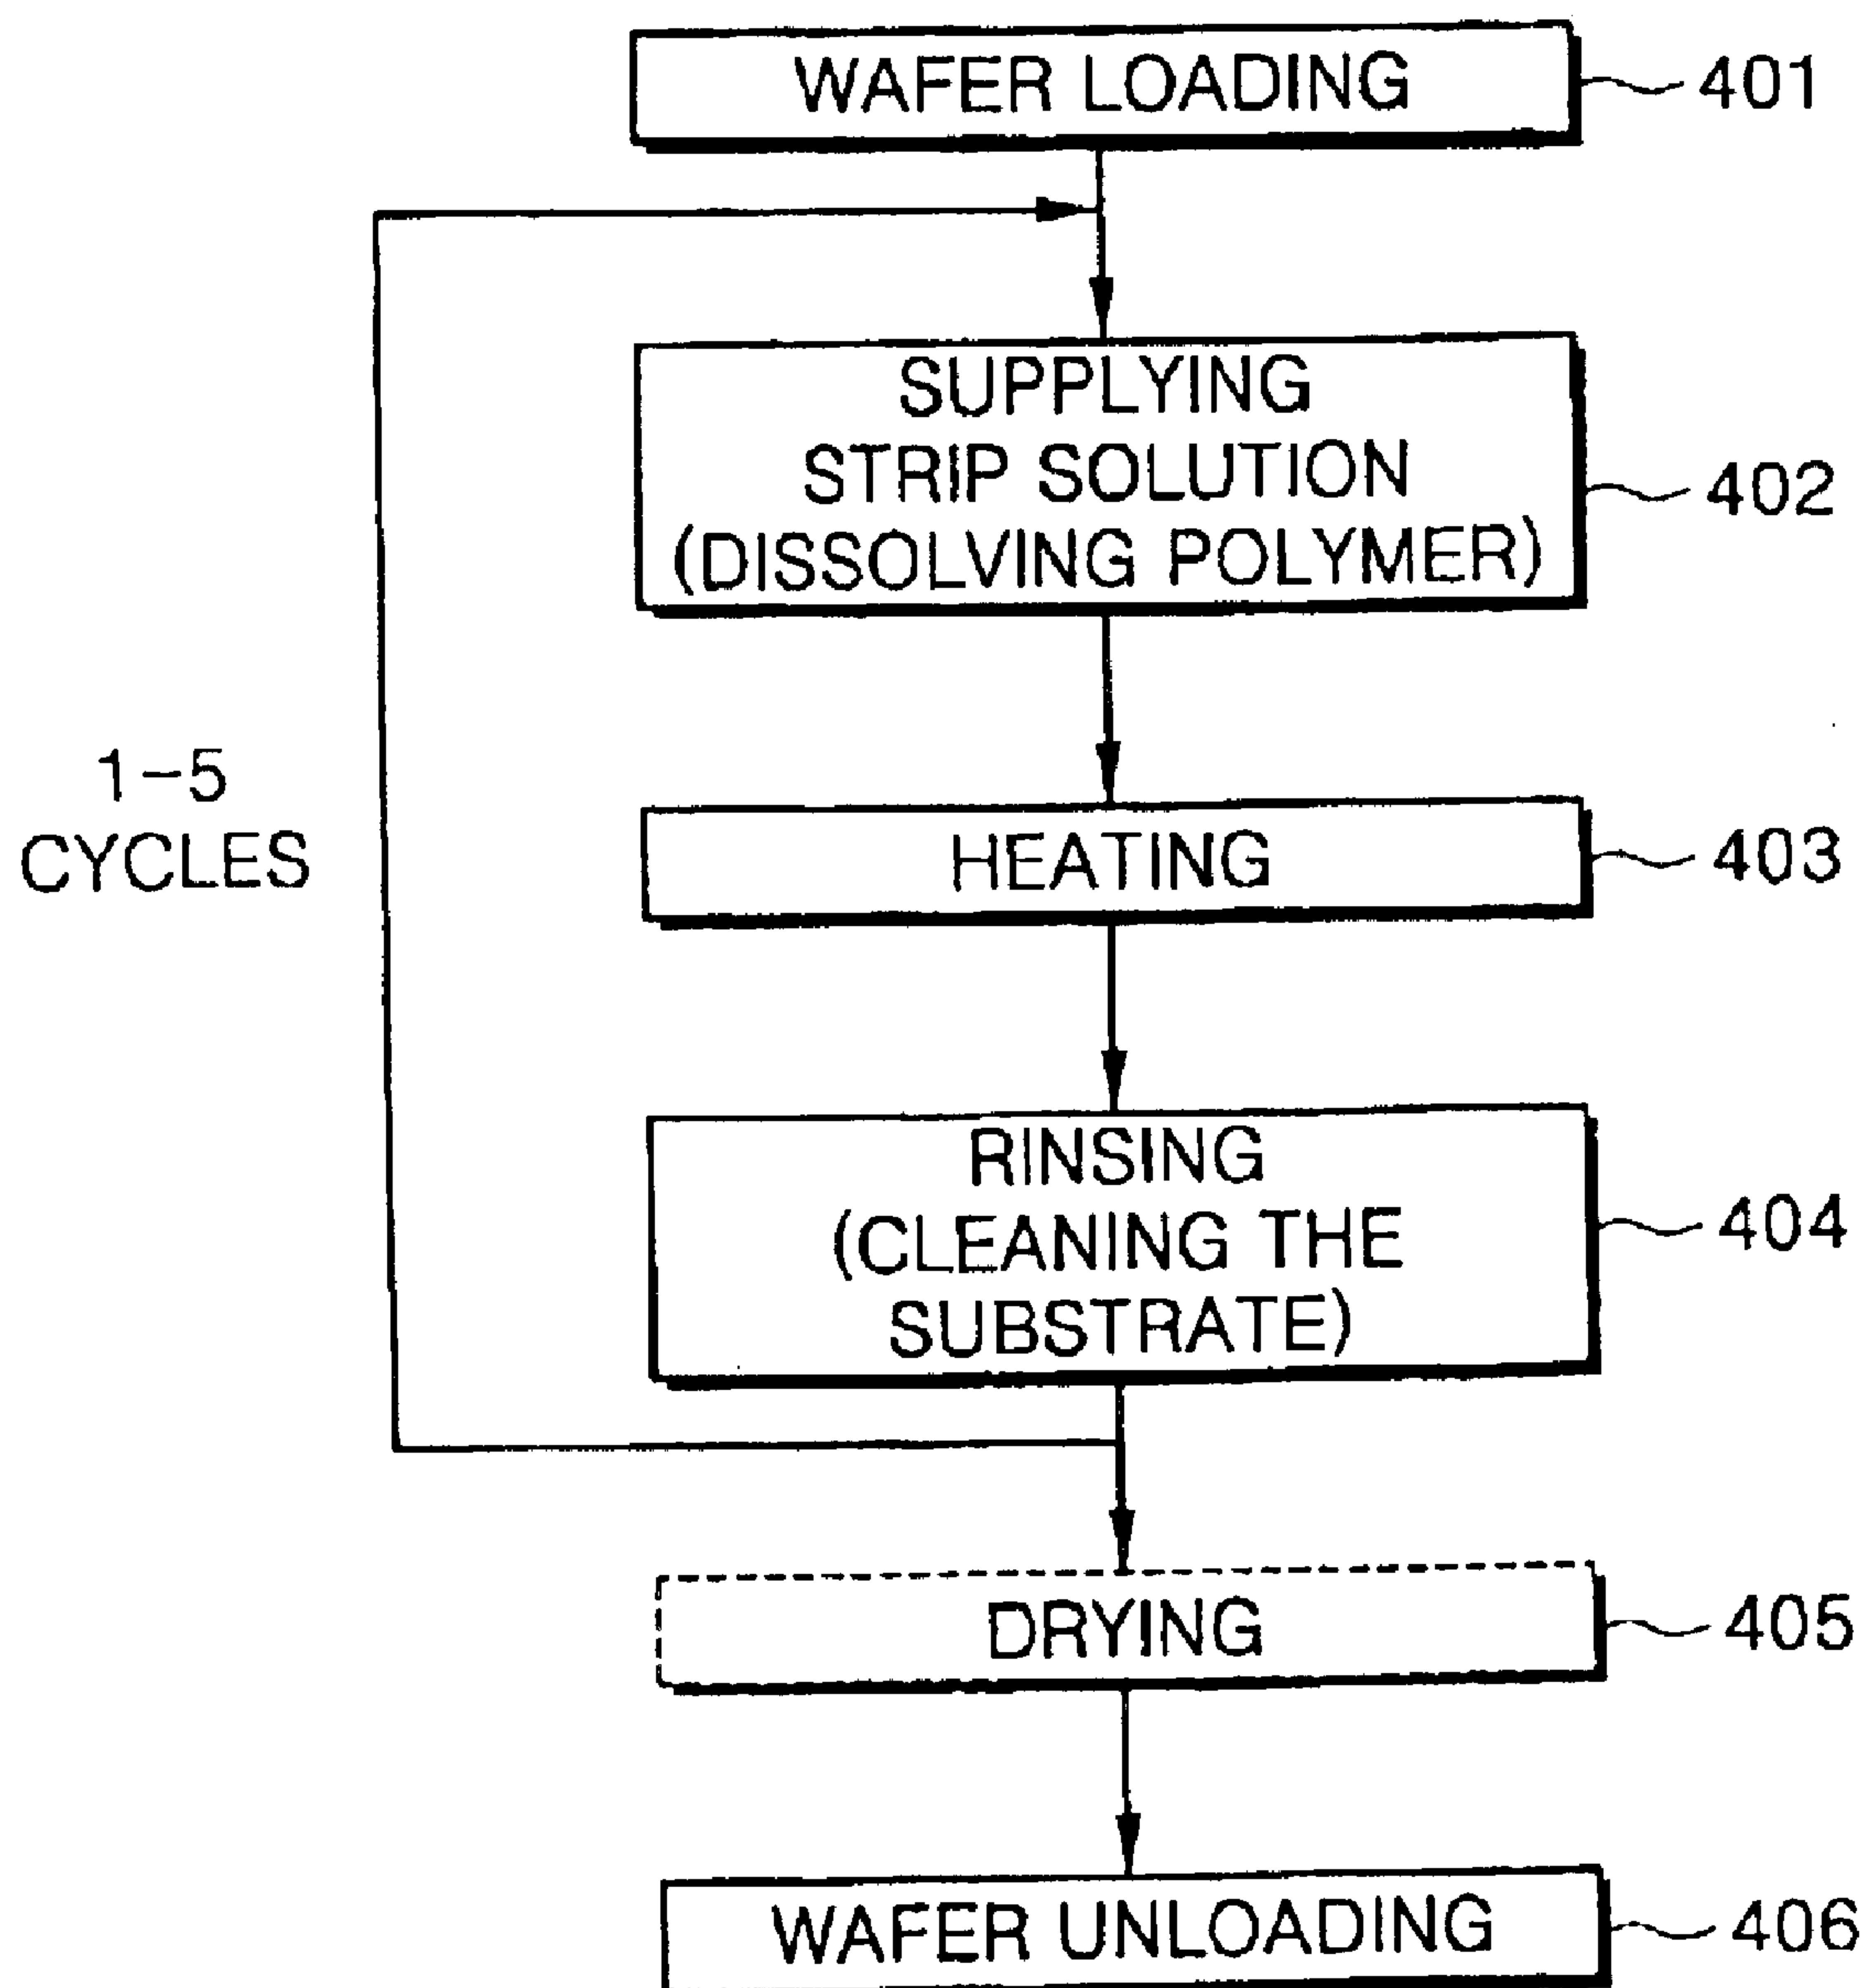 WAFER LOADING
401
SUPPLYING
STRIP SOLUTION
(DISSOLVING POLYMER)
402
1-5
CYCLES
HEATING
403
RINSING
(CLEANING THE
SUBSTRATE)
404
DRYING
405
WAFER UNLOADING
406